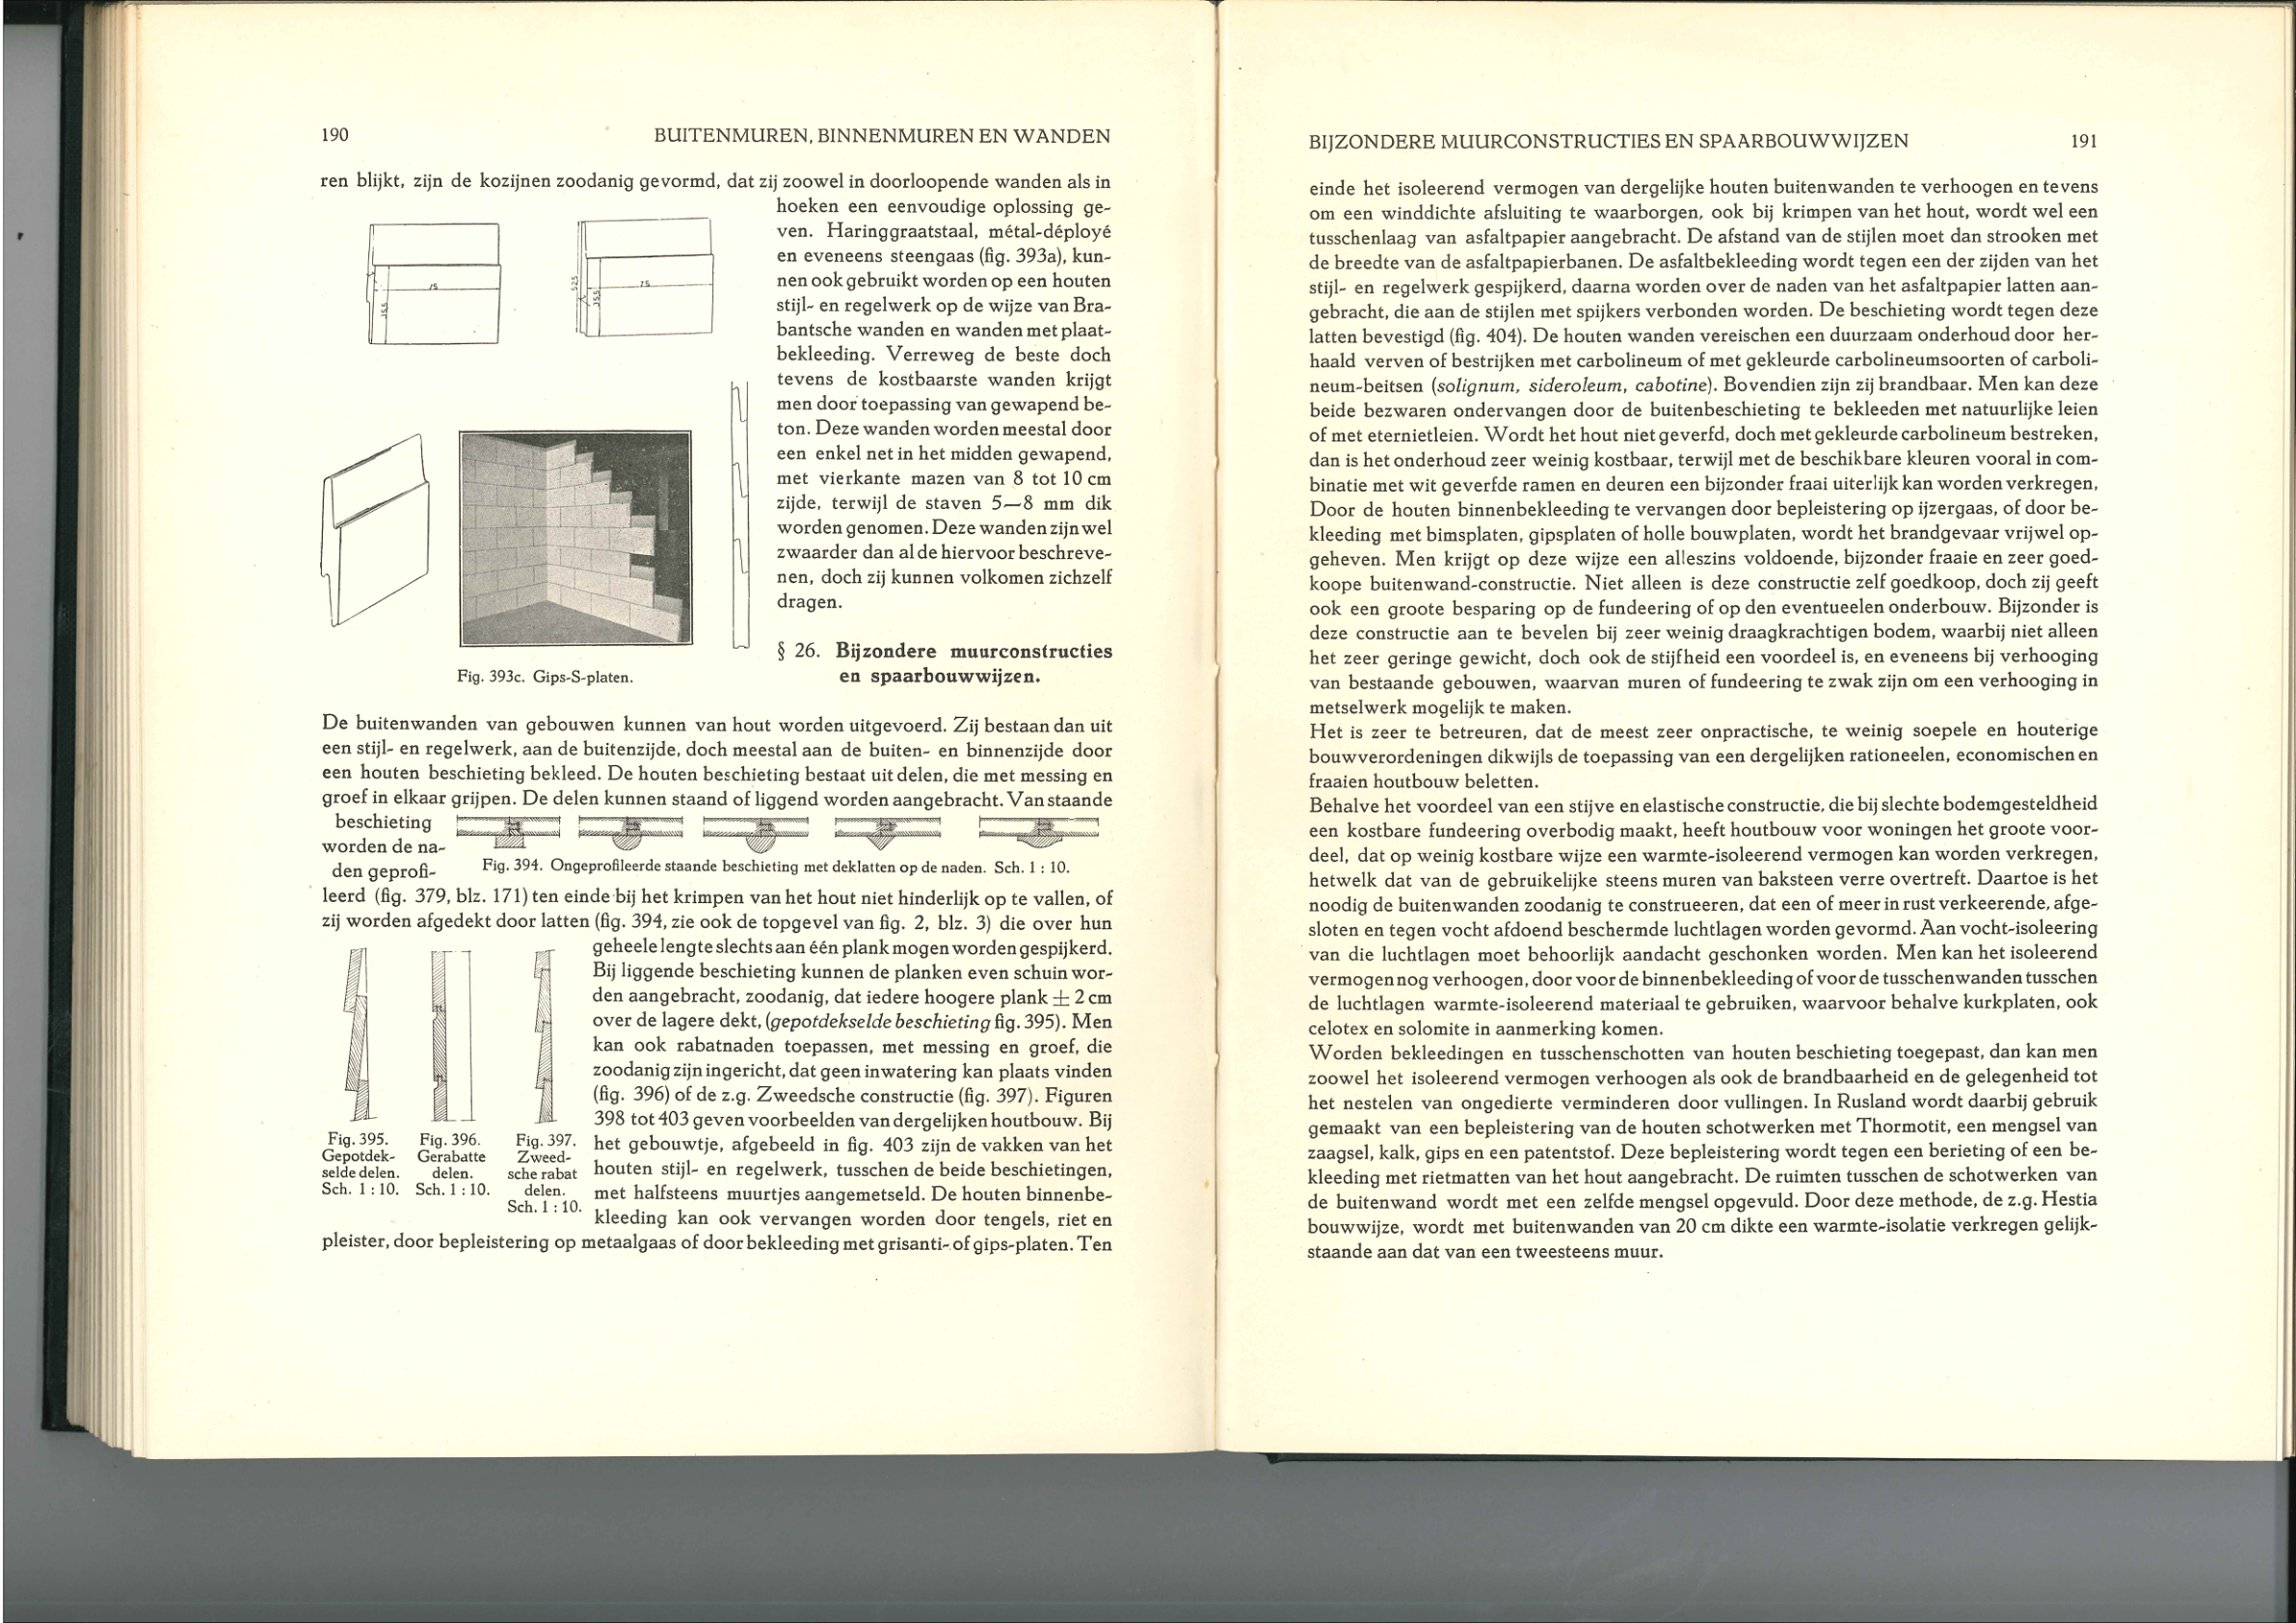 190 BUITENMUREN, BINNENMUREN EN WANDEN
ren blijkt, zijn de kozijnen zoodanig gevormd, dat zij zoowel in doorloopende wanden als in
hoeken een eenvoudige oplossing ge-
ven. Haringgraatstaal, métal-déployé
en eveneens steengaas (fig. 393a), kun-
nen ook gebruikt worden op een houten
stijl- en regelwerk op de wijze van Bra-
bantsche wanden en wanden met plaat-
bekleeding. Verreweg de beste doch
tevens de kostbaarste wanden krijgt
men door toepassing van gewapend be-
ton. Deze wanden worden meestal door
een enkel net in het midden gewapend,
met vierkante mazen van 8 tot 10 cm
zijde, terwijl de staven 5—8 mm dik
worden genomen. Deze wanden zijn wel
zwaarder dan al de hiervoor beschreve-
nen, doch zij kunnen volkomen zichzelf
dragen.
75
15.5
52.5
15.5
75
Fig. 393c. Gips-S-platen.
§ 26. Bijzondere muurconstructies
en spaarbouwwijzen.
De buitenwanden van gebouwen kunnen van hout worden uitgevoerd. Zij bestaan dan uit
een stijl- en regelwerk, aan de buitenzijde, doch meestal aan de buiten- en binnenzijde door
een houten beschieting bekleed. De houten beschieting bestaat uit delen, die met messing en
groef in elkaar grijpen. De delen kunnen staand of liggend worden aangebracht. Van staande
beschieting
worden de na-
den geprofi-
Fig. 394. Ongeprofileerde staande beschieting met deklatten op de naden. Sch. 1 : 10.
leerd (fig. 379, blz. 171) ten einde bij het krimpen van het hout niet hinderlijk op te vallen, of
zij worden afgedekt door latten (fig. 394, zie ook de topgevel van fig. 2, blz. 3) die over hun
geheele lengte slechts aan één plank mogen worden gespijkerd.
Bij liggende beschieting kunnen de planken even schuin wor-
den aangebracht, zoodanig, dat iedere hoogere plank ± 2 cm
over de lagere dekt, (gepotdekselde beschieting fig. 395). Men
kan ook rabatnaden toepassen, met messing en groef, die
zoodanig zijn ingericht, dat geen inwatering kan plaats vinden
(fig. 396) of de z.g. Zweedsche constructie (fig. 397). Figuren
398 tot 403 geven voorbeelden van dergelijken houtbouw. Bij
het gebouwtje, afgebeeld in fig. 403 zijn de vakken van het
houten stijl- en regelwerk, tusschen de beide beschietingen,
met halfsteens muurtjes aangemetseld. De houten binnenbe-
kleeding kan ook vervangen worden door tengels, riet en
Fig. 395.
Gepotdek-
selde delen.
Sch. 1 : 10.
Fig. 396.
Gerabatte
delen.
Sch. 1 : 10.
Fig. 397.
Zweed-
sche rabat
delen.
Sch. 1 : 10.
pleister, door bepleistering op metaalgaas of door bekleeding met grisanti- of gips-platen. Ten
BIJZONDERE MUURCONSTRUCTIES EN SPAARBOUWWIJZEN 191
einde het isoleerend vermogen van dergelijke houten buitenwanden te verhoogen en tevens
om een winddichte afsluiting te waarborgen, ook bij krimpen van het hout, wordt wel een
tusschenlaag van asfaltpapier aangebracht. De afstand van de stijlen moet dan strooken met
de breedte van de asfaltpapierbanen. De asfaltbekleeding wordt tegen een der zijden van het
stijl- en regelwerk gespijkerd, daarna worden over de naden van het asfaltpapier latten aan-
gebracht, die aan de stijlen met spijkers verbonden worden. De beschieting wordt tegen deze
latten bevestigd (fig. 404). De houten wanden vereischen een duurzaam onderhoud door her-
haald verven of bestrijken met carbolineum of met gekleurde carbolineumsoorten of carboli-
neum-beitsen (solignum, sideroleum, cabotine). Bovendien zijn zij brandbaar. Men kan deze
beide bezwaren ondervangen door de buitenbeschieting te bekleeden met natuurlijke leien
of met eternietleien. Wordt het hout niet geverfd, doch met gekleurde carbolineum bestreken,
dan is het onderhoud zeer weinig kostbaar, terwijl met de beschikbare kleuren vooral in com-
binatie met wit geverfde ramen en deuren een bijzonder fraai uiterlijk kan worden verkregen,
Door de houten binnenbekleeding te vervangen door bepleistering op ijzergaas, of door be-
kleeding met bimsplaten, gipsplaten of holle bouwplaten, wordt het brandgevaar vrijwel op-
geheven. Men krijgt op deze wijze een alleszins voldoende, bijzonder fraaie en zeer goed-
koope buitenwand-constructie. Niet alleen is deze constructie zelf goedkoop, doch zij geeft
ook een groote besparing op de fundeering of op den eventueelen onderbouw. Bijzonder is
deze constructie aan te bevelen bij zeer weinig draagkrachtigen bodem, waarbij niet alleen
het zeer geringe gewicht, doch ook de stijfheid een voordeel is, en eveneens bij verhooging
van bestaande gebouwen, waarvan muren of fundeering te zwak zijn om een verhooging in
metselwerk mogelijk te maken.
Het is zeer te betreuren, dat de meest zeer onpractische, te weinig soepele en houterige
bouwverordeningen dikwijls de toepassing van een dergelijken rationeelen, economischen en
fraaien houtbouw beletten.
Behalve het voordeel van een stijve en elastische constructie, die bij slechte bodemgesteldheid
een kostbare fundeering overbodig maakt, heeft houtbouw voor woningen het groote voor-
deel, dat op weinig kostbare wijze een warmte-isoleerend vermogen kan worden verkregen,
hetwelk dat van de gebruikelijke steens muren van baksteen verre overtreft. Daartoe is het
noodig de buitenwanden zoodanig te construeeren, dat een of meer in rust verkeerende, afge-
sloten en tegen vocht afdoend beschermde luchtlagen worden gevormd. Aan vocht-isoleering
van die luchtlagen moet behoorlijk aandacht geschonken worden. Men kan het isoleerend
vermogen nog verhoogen, door voor de binnenbekleeding of voor de tusschenwanden tusschen
de luchtlagen warmte-isoleerend materiaal te gebruiken, waarvoor behalve kurkplaten, ook
celotex en solomite in aanmerking komen.
Worden bekleedingen en tusschenschotten van houten beschieting toegepast, dan kan men
zoowel het isoleerend vermogen verhoogen als ook de brandbaarheid en de gelegenheid tot
het nestelen van ongedierte verminderen door vullingen. In Rusland wordt daarbij gebruik
gemaakt van een bepleistering van de houten schotwerken met Thormotit, een mengsel van
zaagsel, kalk, gips en een patentstof. Deze bepleistering wordt tegen een berieting of een be-
kleeding met rietmatten van het hout aangebracht. De ruimten tusschen de schotwerken van
de buitenwand wordt met een zelfde mengsel opgevuld. Door deze methode, de z.g. Hestia
bouwwijze, wordt met buitenwanden van 20 cm dikte een warmte-isolatie verkregen gelijk-
staande aan dat van een tweesteens muur.